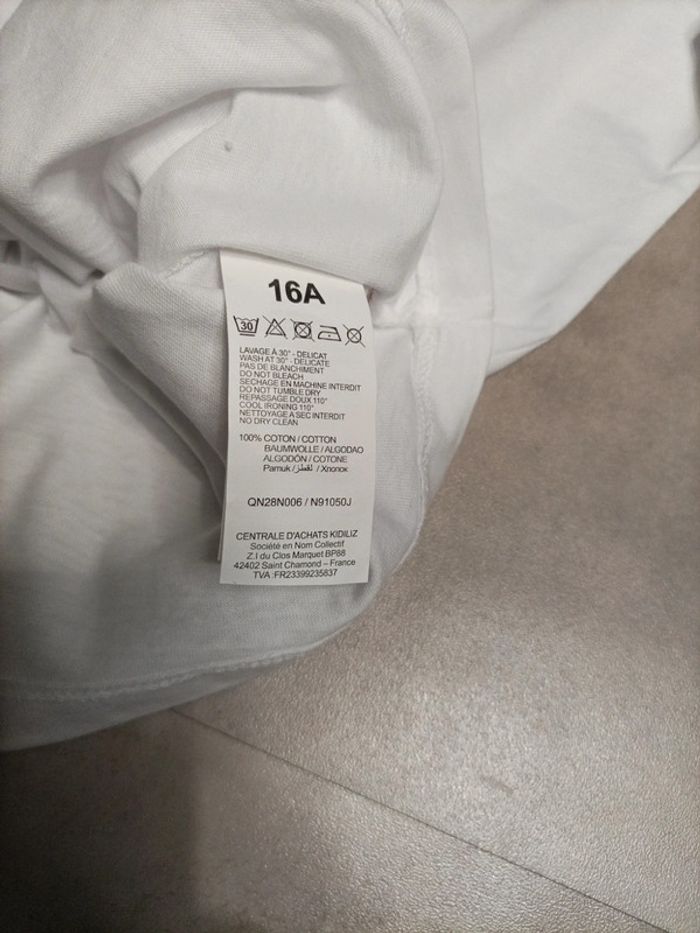 16A
30
LAVAGE À 30° - DÉLICAT
WASH AT 30° - DELICATE
PAS DE BLANCHIMENT
DO NOT BLEACH
SECHAGE EN MACHINE INTERDIT
DO NOT TUMBLE DRY
REPASSAGE DOUX 110°
COOL IRONING 110°
NETTOYAGE A SEC INTERDIT
NO DRY CLEAN
100% COTON / COTTON
BAUMWOLLE / ALGODAO
ALGODÓN / COTONE
Pamuk / لقطن / Хлопок
QN28N006 / N91050J
CENTRALE D'ACHATS KIDILIZ
Société en Nom Collectif
Z.I du Clos Marquet BP88
42402 Saint Chamond – France
TVA :FR23399235837